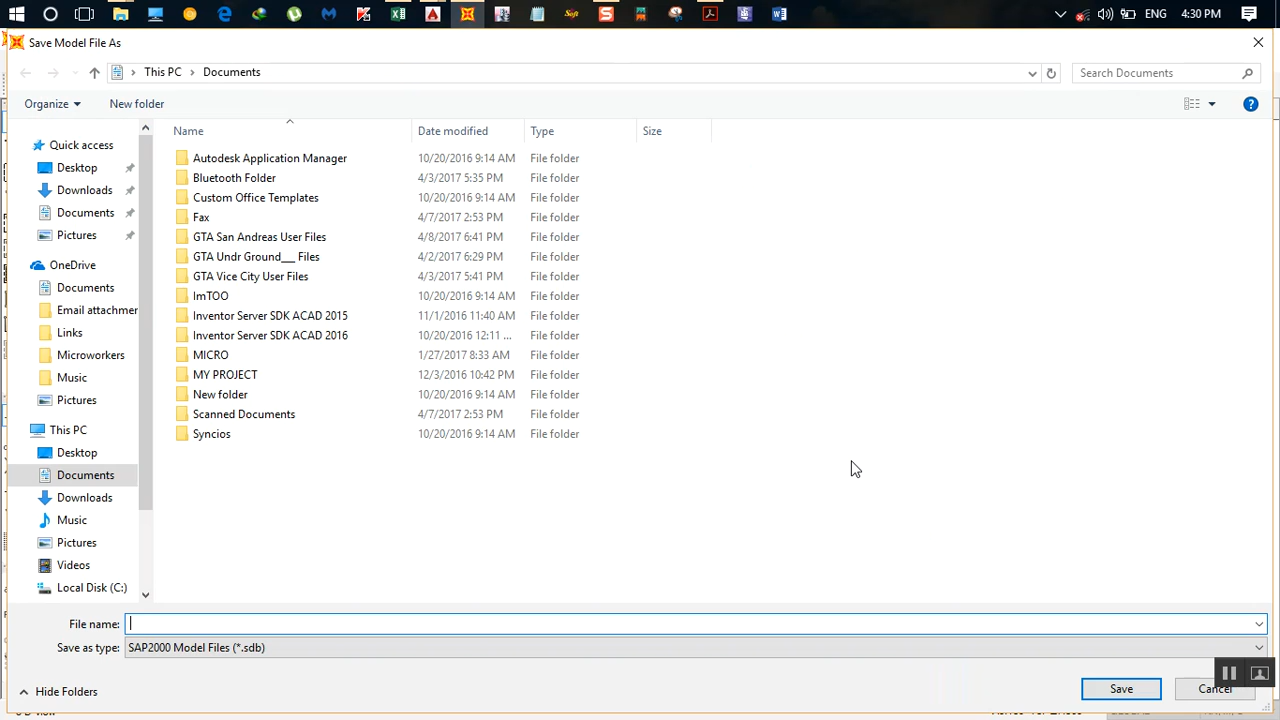 ENG 4:30 PM
Save Model File As
This PC Documents
Search Documents
Organize New folder
Name Date modified Type Size
Quick access
Desktop
Downloads
Documents
Pictures
OneDrive
Documents
Email attachmer
Links
Microworkers
Music
Pictures
This PC
Desktop
Documents
Downloads
Music
Pictures
Videos
Local Disk (C:)
Autodesk Application Manager 10/20/2016 9:14 AM File folder
Bluetooth Folder 4/3/2017 5:35 PM File folder
Custom Office Templates 10/20/2016 9:14 AM File folder
Fax 4/7/2017 2:53 PM File folder
GTA San Andreas User Files 4/8/2017 6:41 PM File folder
GTA Undr Ground___ Files 4/2/2017 6:29 PM File folder
GTA Vice City User Files 4/3/2017 5:41 PM File folder
ImTOO 10/20/2016 9:14 AM File folder
Inventor Server SDK ACAD 2015 11/1/2016 11:40 AM File folder
Inventor Server SDK ACAD 2016 10/20/2016 12:11 ... File folder
MICRO 1/27/2017 8:33 AM File folder
MY PROJECT 12/3/2016 10:42 PM File folder
New folder 10/20/2016 9:14 AM File folder
Scanned Documents 4/7/2017 2:53 PM File folder
Syncios 10/20/2016 9:14 AM File folder
File name:
Save as type: SAP2000 Model Files (*.sdb)
Hide Folders
Save Cancel